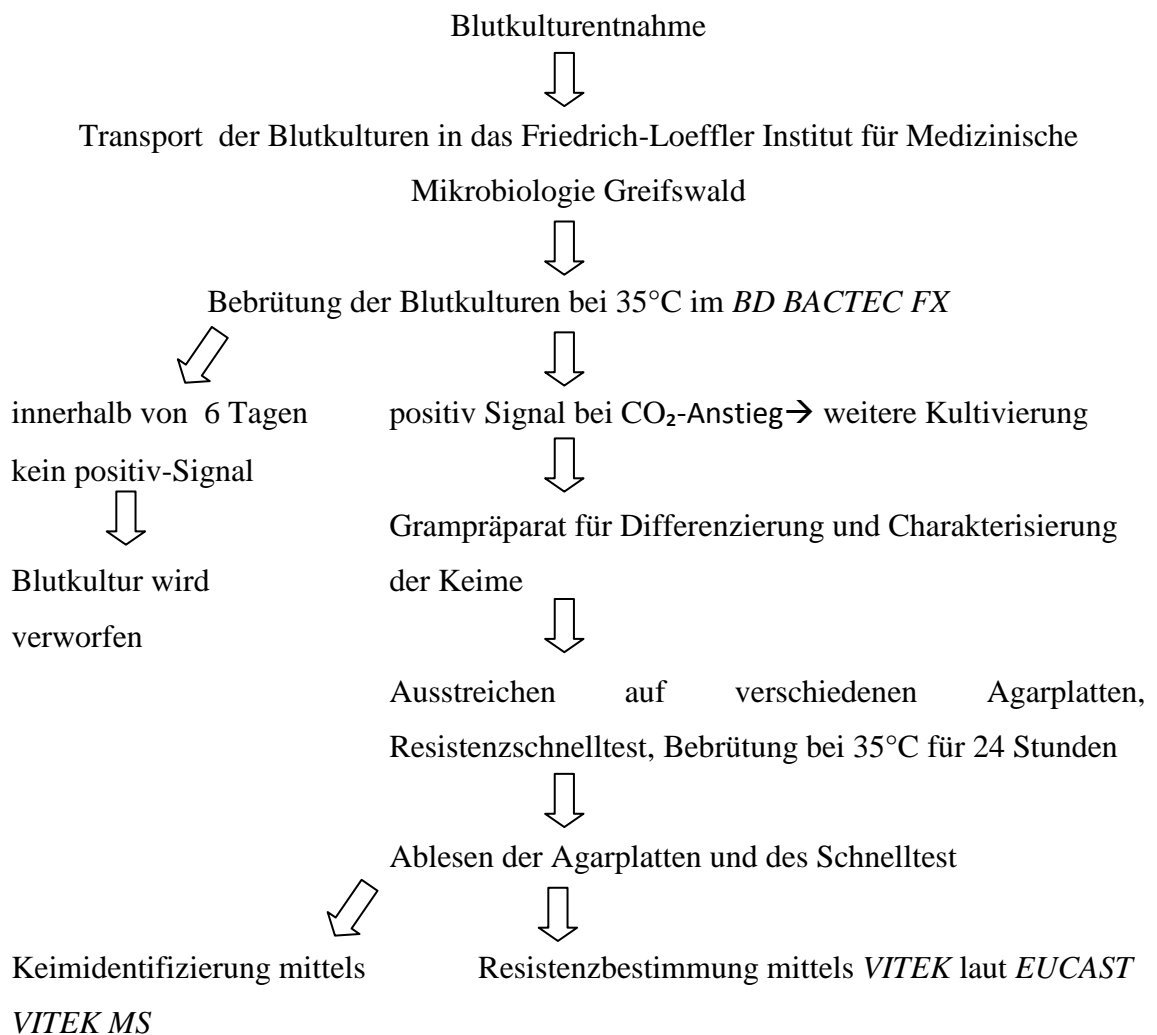 Blutkulturentnahme
Transport der Blutkulturen in das Friedrich-Loeffler Institut für Medizinische
Mikrobiologie Greifswald
Bebrütung der Blutkulturen bei 35°C im BD BACTEC FX
innerhalb von 6 Tagen
kein positiv-Signal
positiv Signal bei CO₂-Anstieg→ weitere Kultivierung
Blutkultur wird
verworfen
Grampräparat für Differenzierung und Charakterisierung
der Keime
Ausstreichen auf verschiedenen Agarplatten,
Resistenzschnelltest, Bebrütung bei 35°C für 24 Stunden
Ablesen der Agarplatten und des Schnelltest
Keimidentifizierung mittels
VITEK MS
Resistenzbestimmung mittels VITEK laut EUCAST